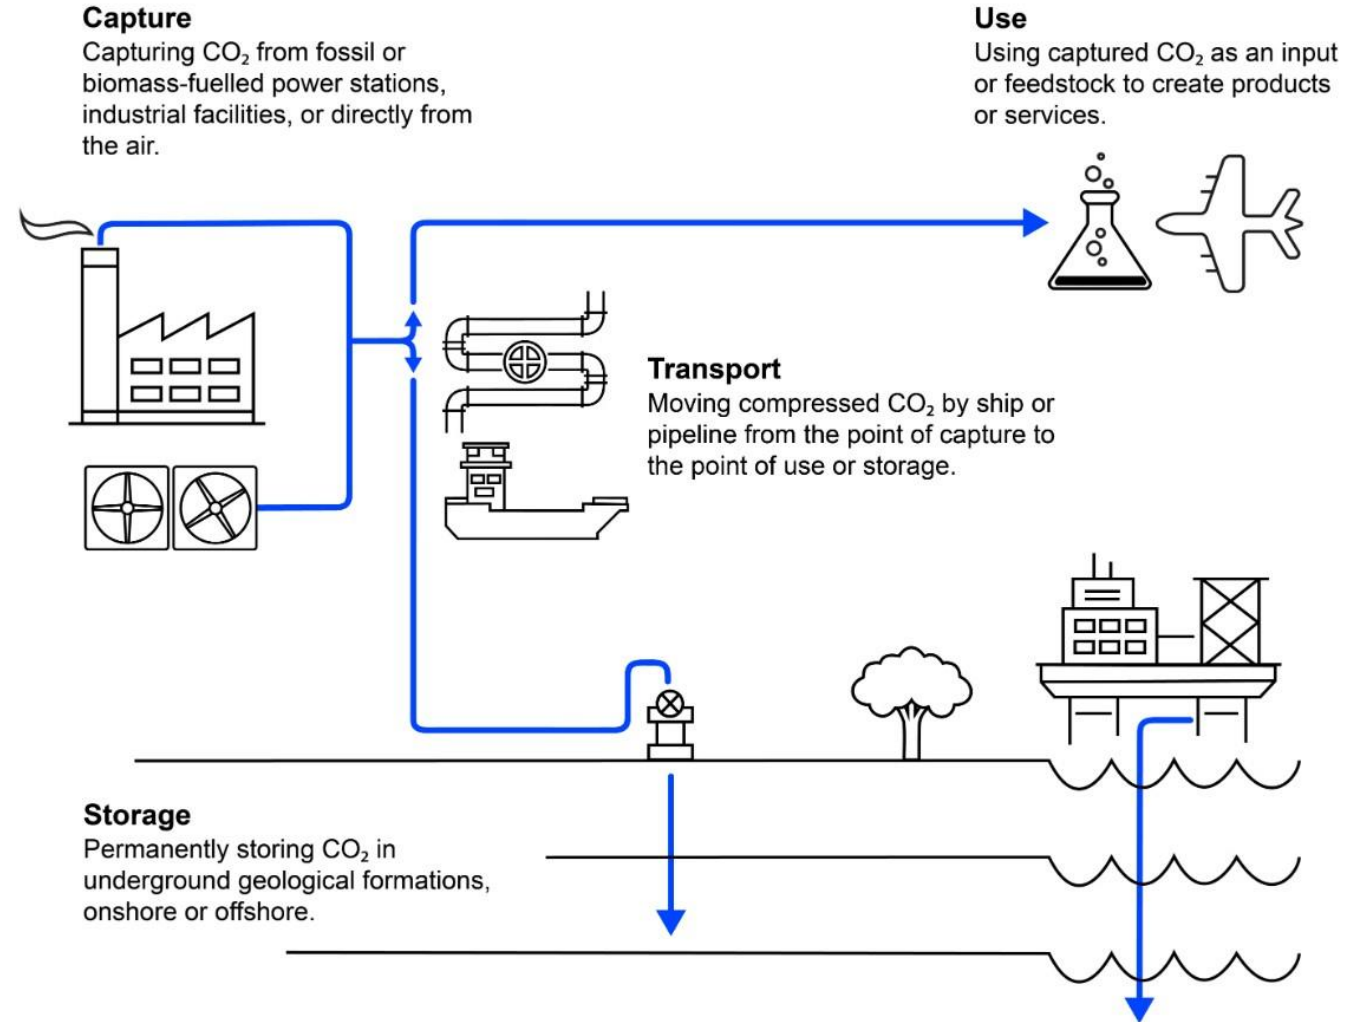 Capture
Capturing CO₂ from fossil or
biomass-fuelled power stations,
industrial facilities, or directly from
the air.
Use
Using captured CO₂ as an input
or feedstock to create products
or services.
Transport
Moving compressed CO₂ by ship or
pipeline from the point of capture to
the point of use or storage.
Storage
Permanently storing CO₂ in
underground geological formations,
onshore or offshore.